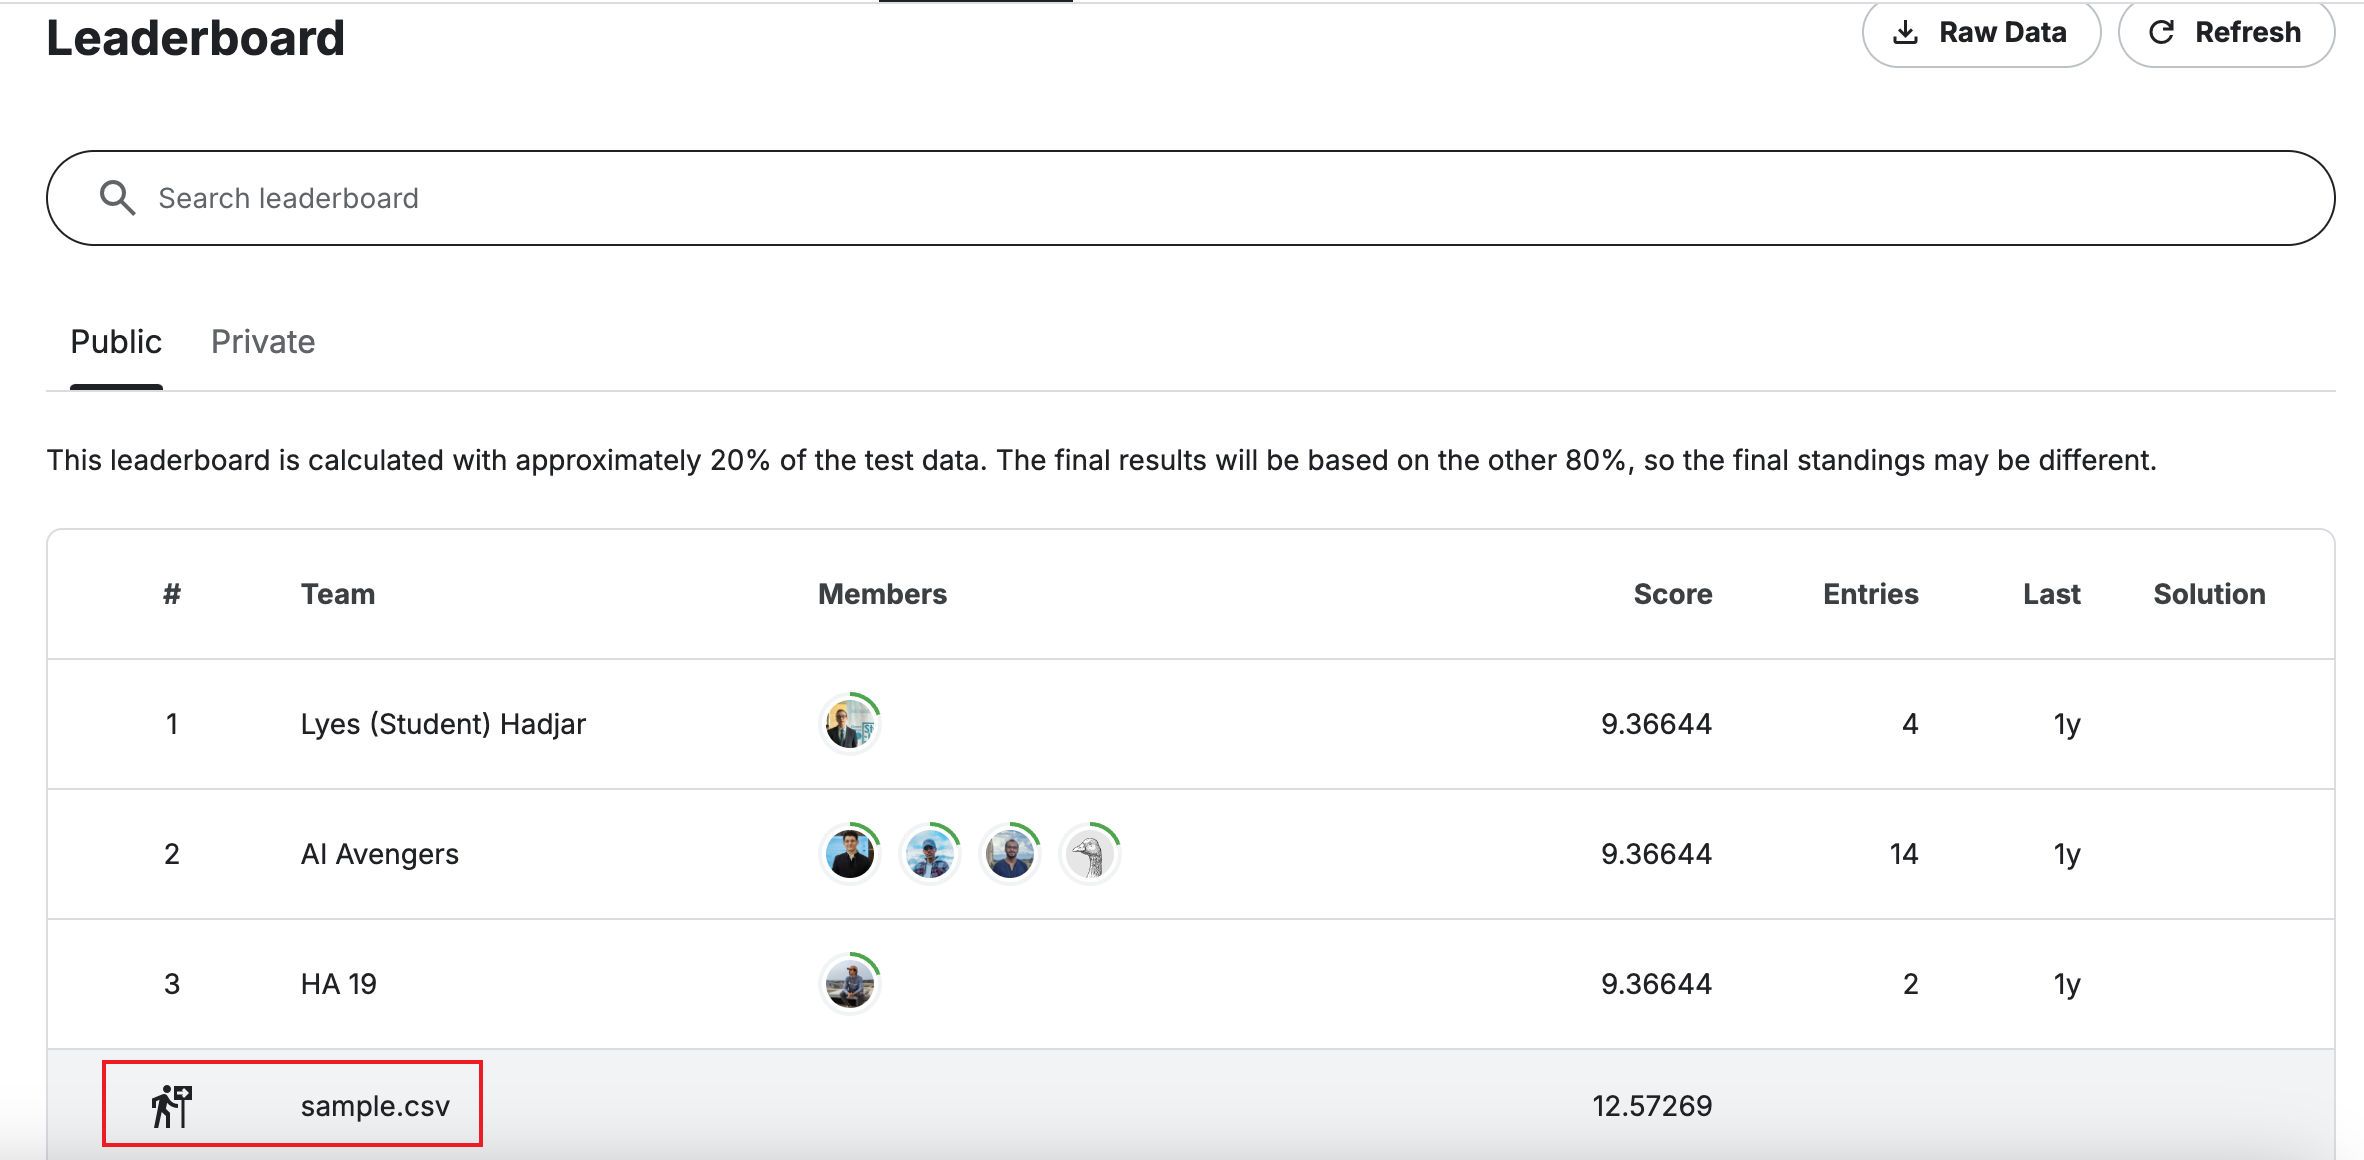 Leaderboard
Raw Data
Refresh
Search leaderboard
Public Private
This leaderboard is calculated with approximately 20% of the test data. The final results will be based on the other 80%, so the final standings may be different.
# Team Members Score Entries Last Solution
1 Lyes (Student) Hadjar 9.36644 4 1y
2 AI Avengers 9.36644 14 1y
3 HA 19 9.36644 2 1y
sample.csv 12.57269